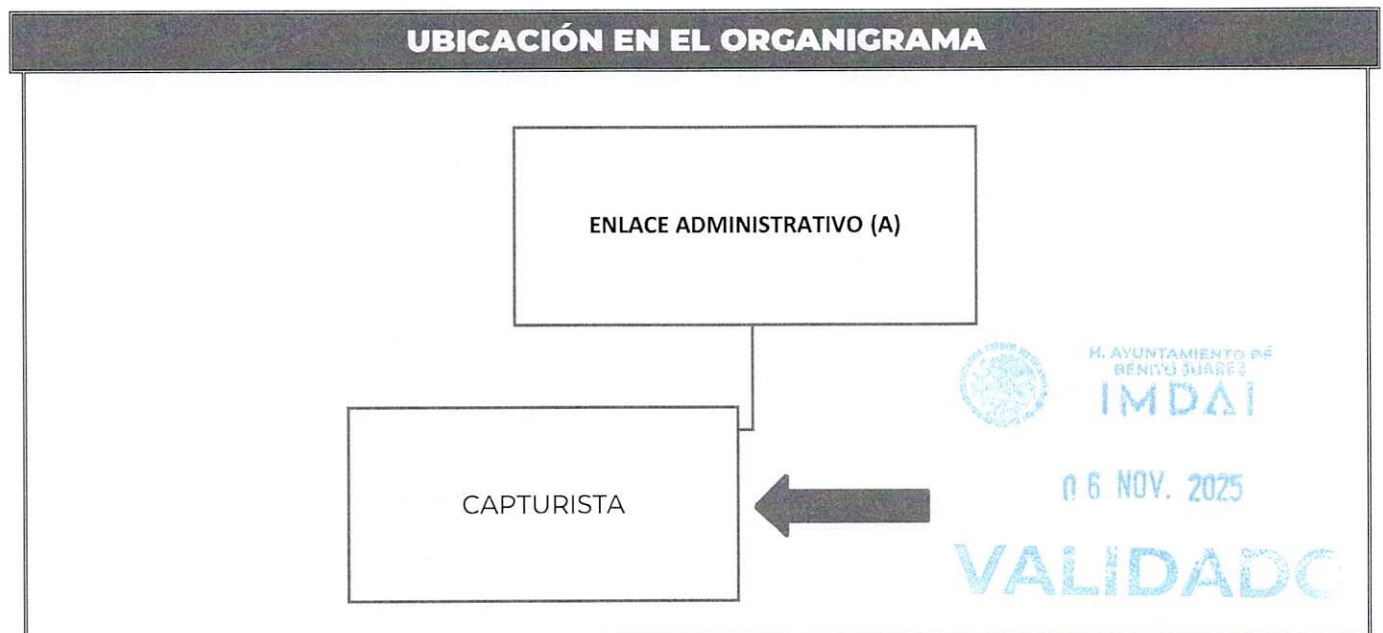 UBICACIÓN EN EL ORGANIGRAMA
ENLACE ADMINISTRATIVO (A)
H. AYUNTAMIENTO DE
BENITO JUÁREZ
IMDAI
CAPTURISTA
06 NOV. 2025
VALIDADO